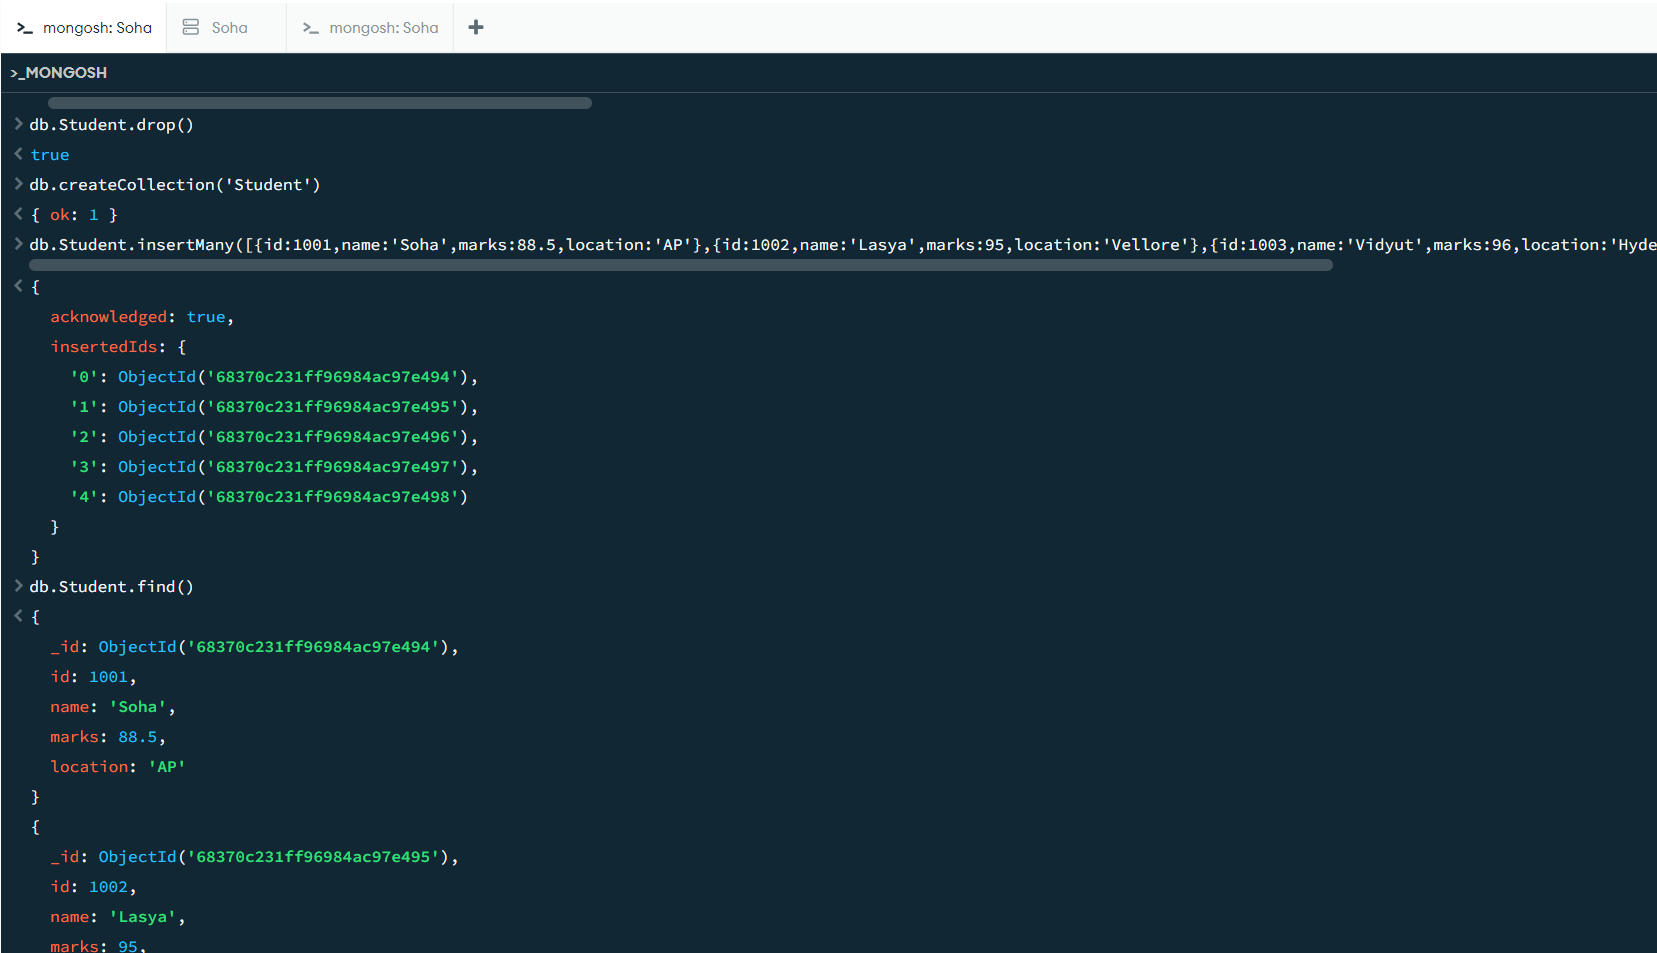 mongosh: Soha Soha mongosh: Soha
>_MONGOSH
> db.Student.drop()
< true
> db.createCollection('Student')
< { ok: 1 }
> db.Student.insertMany([{id:1001,name:'Soha',marks:88.5,location:'AP'},{id:1002,name:'Lasya',marks:95,location:'Vellore'},{id:1003,name:'Vidyut',marks:96,location:'Hyde
< {
acknowledged: true,
insertedIds: {
'0': ObjectId('68370c231ff96984ac97e494'),
'1': ObjectId('68370c231ff96984ac97e495'),
'2': ObjectId('68370c231ff96984ac97e496'),
'3': ObjectId('68370c231ff96984ac97e497'),
'4': ObjectId('68370c231ff96984ac97e498')
}
}
> db.Student.find()
< {
_id: ObjectId('68370c231ff96984ac97e494'),
id: 1001,
name: 'Soha',
marks: 88.5,
location: 'AP'
}
{
_id: ObjectId('68370c231ff96984ac97e495'),
id: 1002,
name: 'Lasya',
marks: 95,